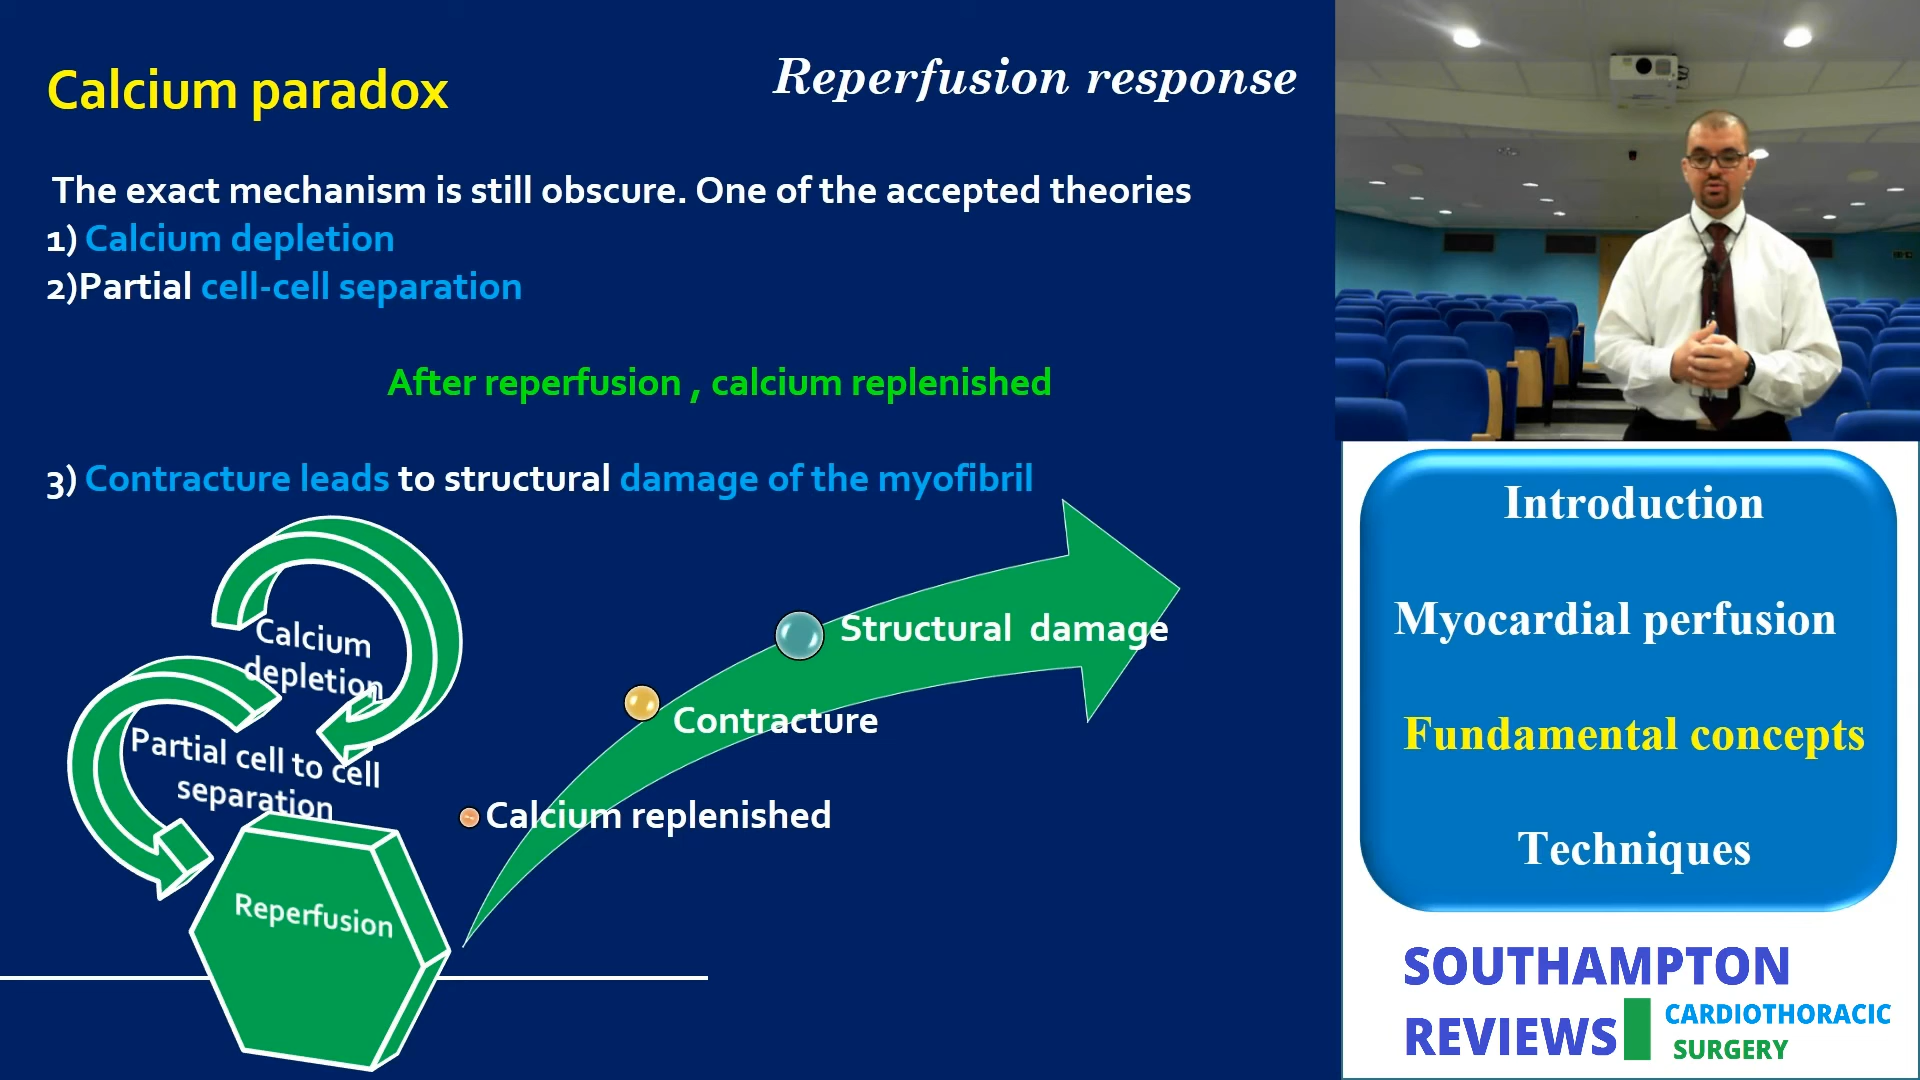 Calcium paradox
Reperfusion response
The exact mechanism is still obscure. One of the accepted theories
1) Calcium depletion
2)Partial cell-cell separation
After reperfusion , calcium replenished
3) Contracture leads to structural damage of the myofibril
Calcium
depletion
Partial cell to cell
separation
Reperfusion
Structural damage
Contracture
Calcium replenished
Introduction
Myocardial perfusion
Fundamental concepts
Techniques
SOUTHAMPTON
REVIEWS
CARDIOTHORACIC
SURGERY